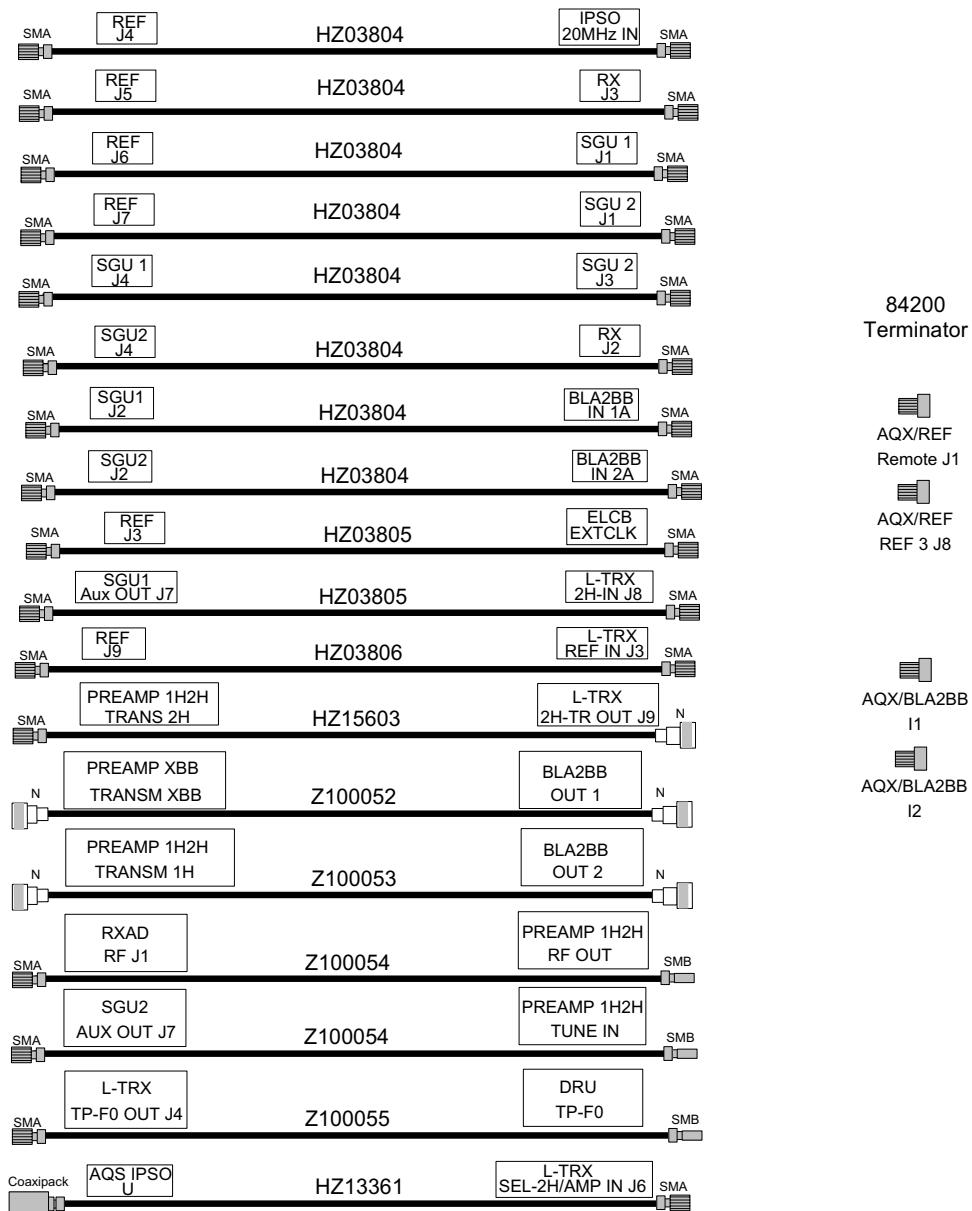 REF
J4
HZ03804
IPSO
20MHz IN
SMA
SMA
REF
J5
HZ03804
RX
J3
SMA
SMA
REF
J6
HZ03804
SGU 1
J1
SMA
SMA
REF
J7
HZ03804
SGU 2
J1
SMA
SMA
SGU 1
J4
HZ03804
SGU 2
J3
SMA
SMA
SGU2
J4
HZ03804
RX
J2
SMA
SMA
SGU1
J2
HZ03804
BLA2BB
IN 1A
SMA
SMA
SGU2
J2
HZ03804
BLA2BB
IN 2A
SMA
SMA
REF
J3
HZ03805
ELCB
EXTCLK
SMA
SMA
SGU1
Aux OUT J7
HZ03805
L-TRX
2H-IN J8
SMA
SMA
REF
J9
HZ03806
L-TRX
REF IN J3
SMA
SMA
PREAMP 1H2H
TRANS 2H
HZ15603
L-TRX
2H-TR OUT J9
SMA
N
PREAMP XBB
TRANSM XBB
Z100052
BLA2BB
OUT 1
N
N
PREAMP 1H2H
TRANSM 1H
Z100053
BLA2BB
OUT 2
N
N
RXAD
RF J1
Z100054
PREAMP 1H2H
RF OUT
SMA
SMB
SGU2
AUX OUT J7
Z100054
PREAMP 1H2H
TUNE IN
SMA
SMB
L-TRX
TP-F0 OUT J4
Z100055
DRU
TP-F0
SMA
SMB
Coaxipack
AQS IPSO
U
HZ13361
L-TRX
SEL-2H/AMP IN J6
SMA
84200
Terminator
AQX/REF
Remote J1
AQX/REF
REF 3 J8
AQX/BLA2BB
I1
AQX/BLA2BB
I2